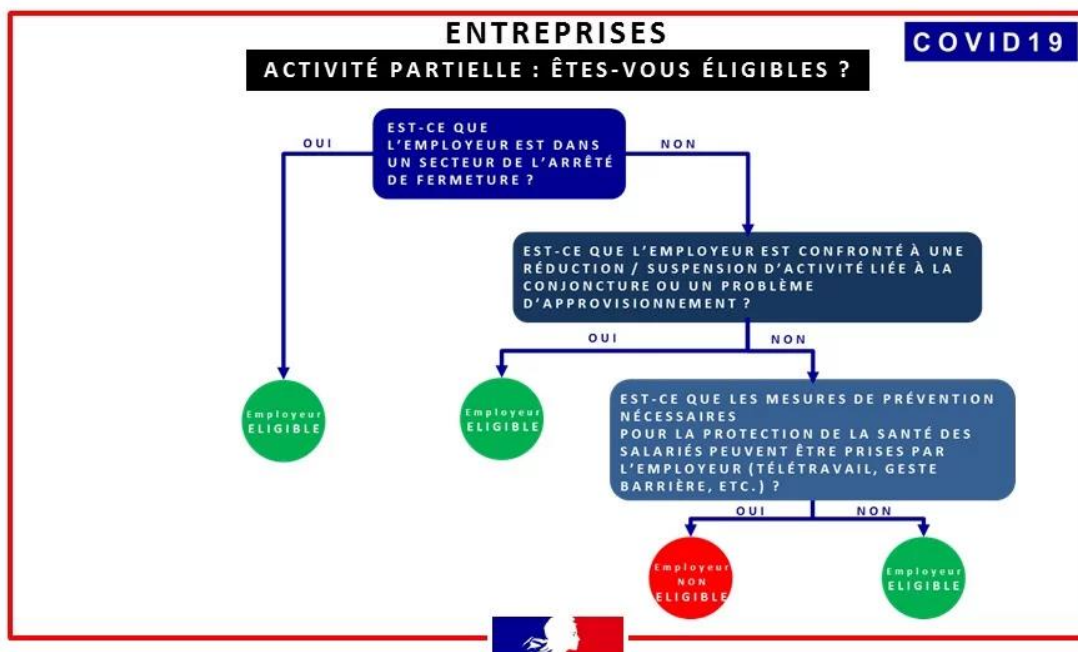 ENTREPRISES
COVID19
ACTIVITÉ PARTIELLE : ÊTES-VOUS ÉLIGIBLES ?
EST-CE QUE
L'EMPLOYEUR EST DANS
UN SECTEUR DE L'ARRÊTÉ
DE FERMETURE ?
OUI
NON
EST-CE QUE L'EMPLOYEUR EST CONFRONTÉ À UNE
RÉDUCTION / SUSPENSION D'ACTIVITÉ LIÉE À LA
CONJONCTURE OU UN PROBLÈME
D'APPROVISIONNEMENT ?
OUI
NON
Employeur
ELIGIBLE
Employeur
ELIGIBLE
EST-CE QUE LES MESURES DE PRÉVENTION
NÉCESSAIRES
POUR LA PROTECTION DE LA SANTÉ DES
SALARIÉS PEUVENT ÊTRE PRISES PAR
L'EMPLOYEUR (TÉLÉTRAVAIL, GESTE
BARRIÈRE, ETC.) ?
OUI
NON
Employeur
NON
ELIGIBLE
Employeur
ELIGIBLE